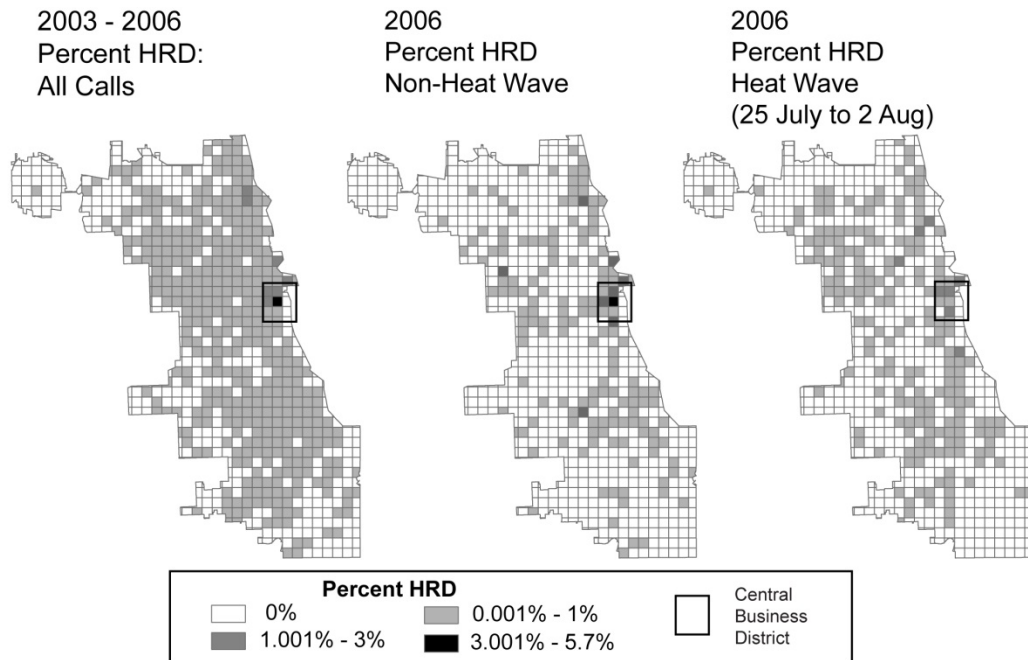 2003 - 2006
Percent HRD:
All Calls
2006
Percent HRD
Non-Heat Wave
2006
Percent HRD
Heat Wave
(25 July to 2 Aug)
Percent HRD
0%
0.001% - 1%
1.001% - 3%
3.001% - 5.7%
Central
Business
District